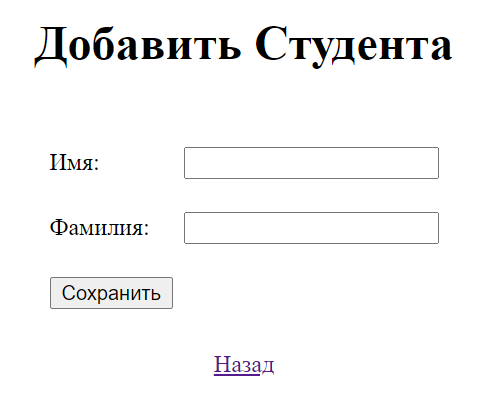 Добавить Студента
Имя:
Фамилия:
Сохранить
Назад